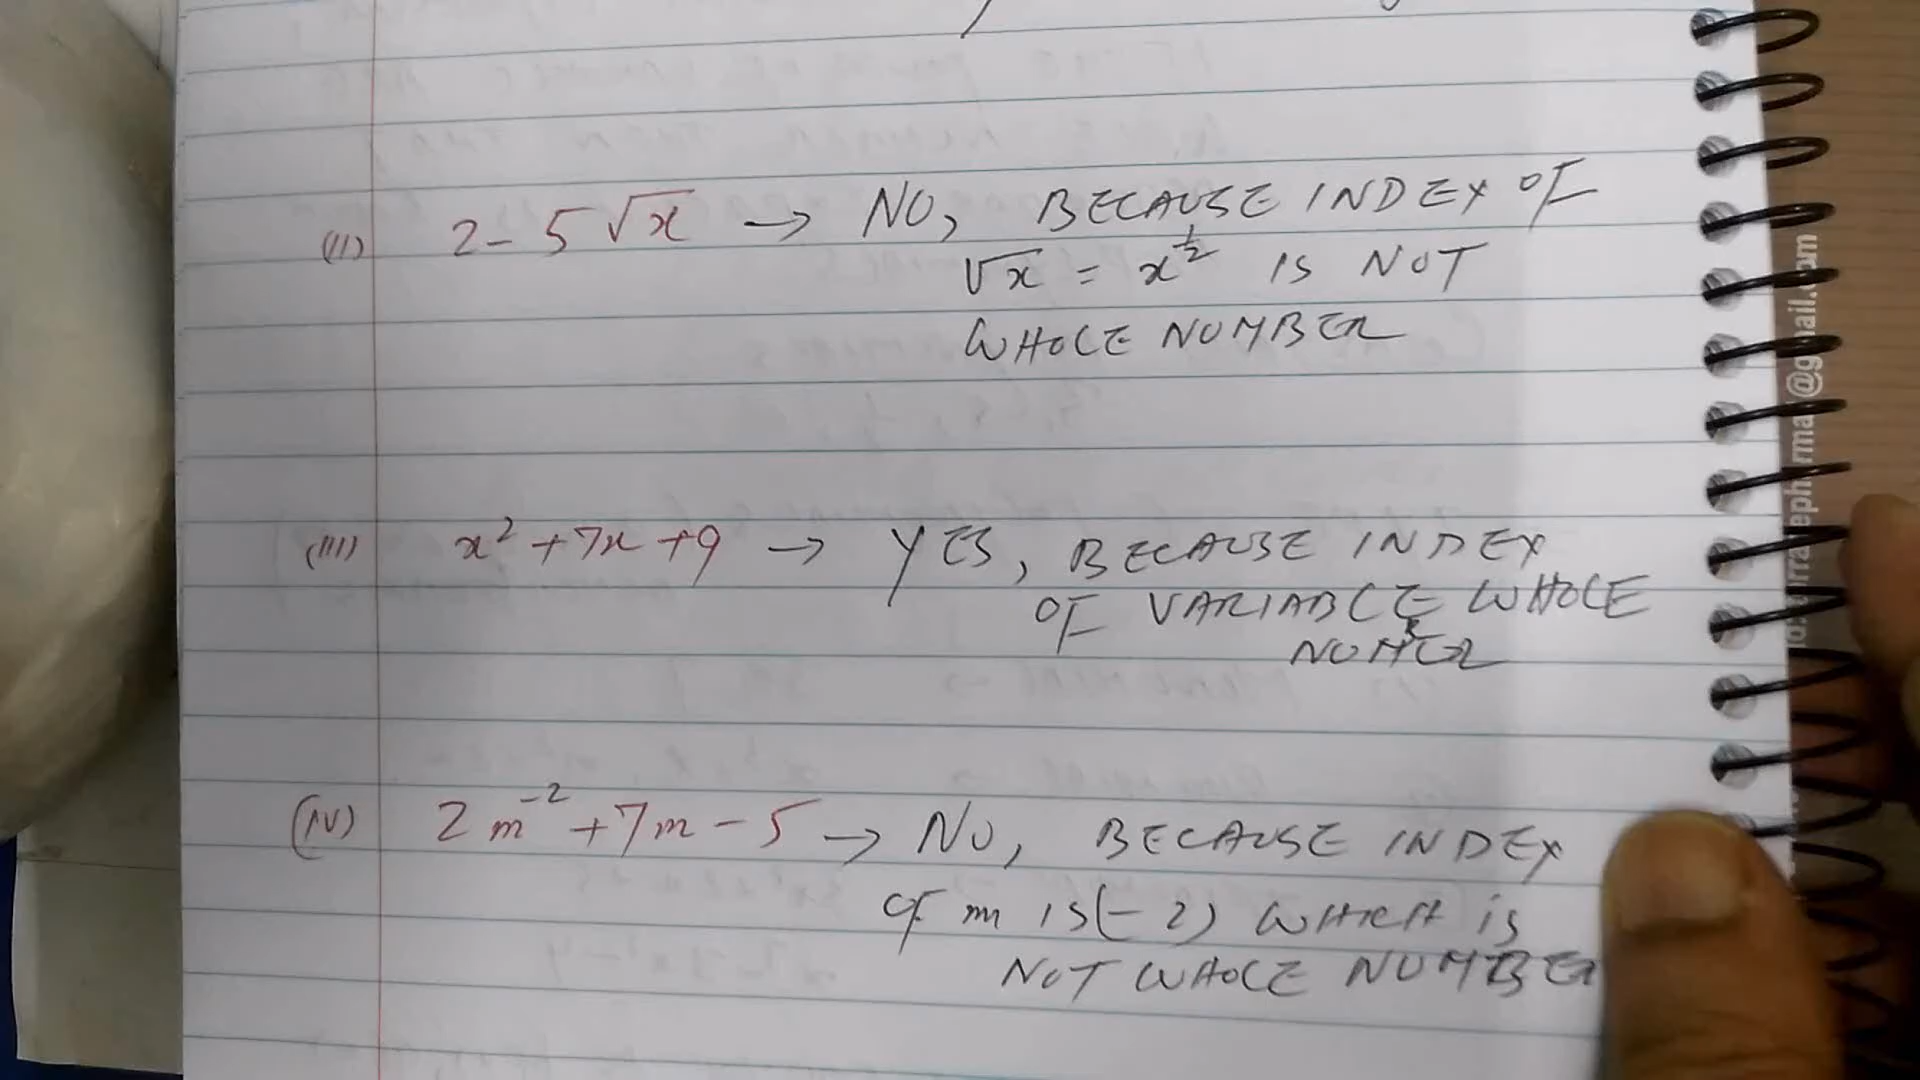 (II) 2 - 5√x → NO, BECAUSE INDEX OF
√x = x^½ IS NOT
WHOLE NUMBER
(III) x² + 7x + 9 → YES, BECAUSE INDEX
OF VARIABLE WHOLE
NUMBER
(IV) 2m⁻² + 7m - 5 → NO, BECAUSE INDEX
OF m IS (-2) WHICH IS
NOT WHOLE NUMBER